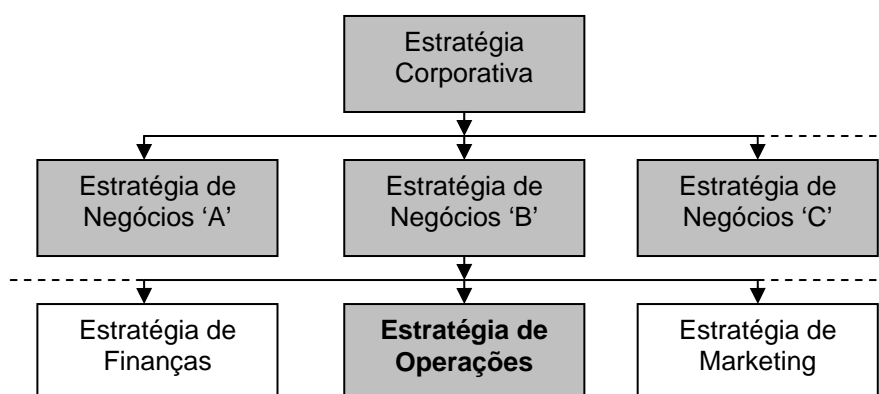 Estratégia
Corporativa
Estratégia de
Negócios ‘A’
Estratégia de
Negócios ‘B’
Estratégia de
Negócios ‘C’
Estratégia de
Finanças
Estratégia de
Operações
Estratégia de
Marketing